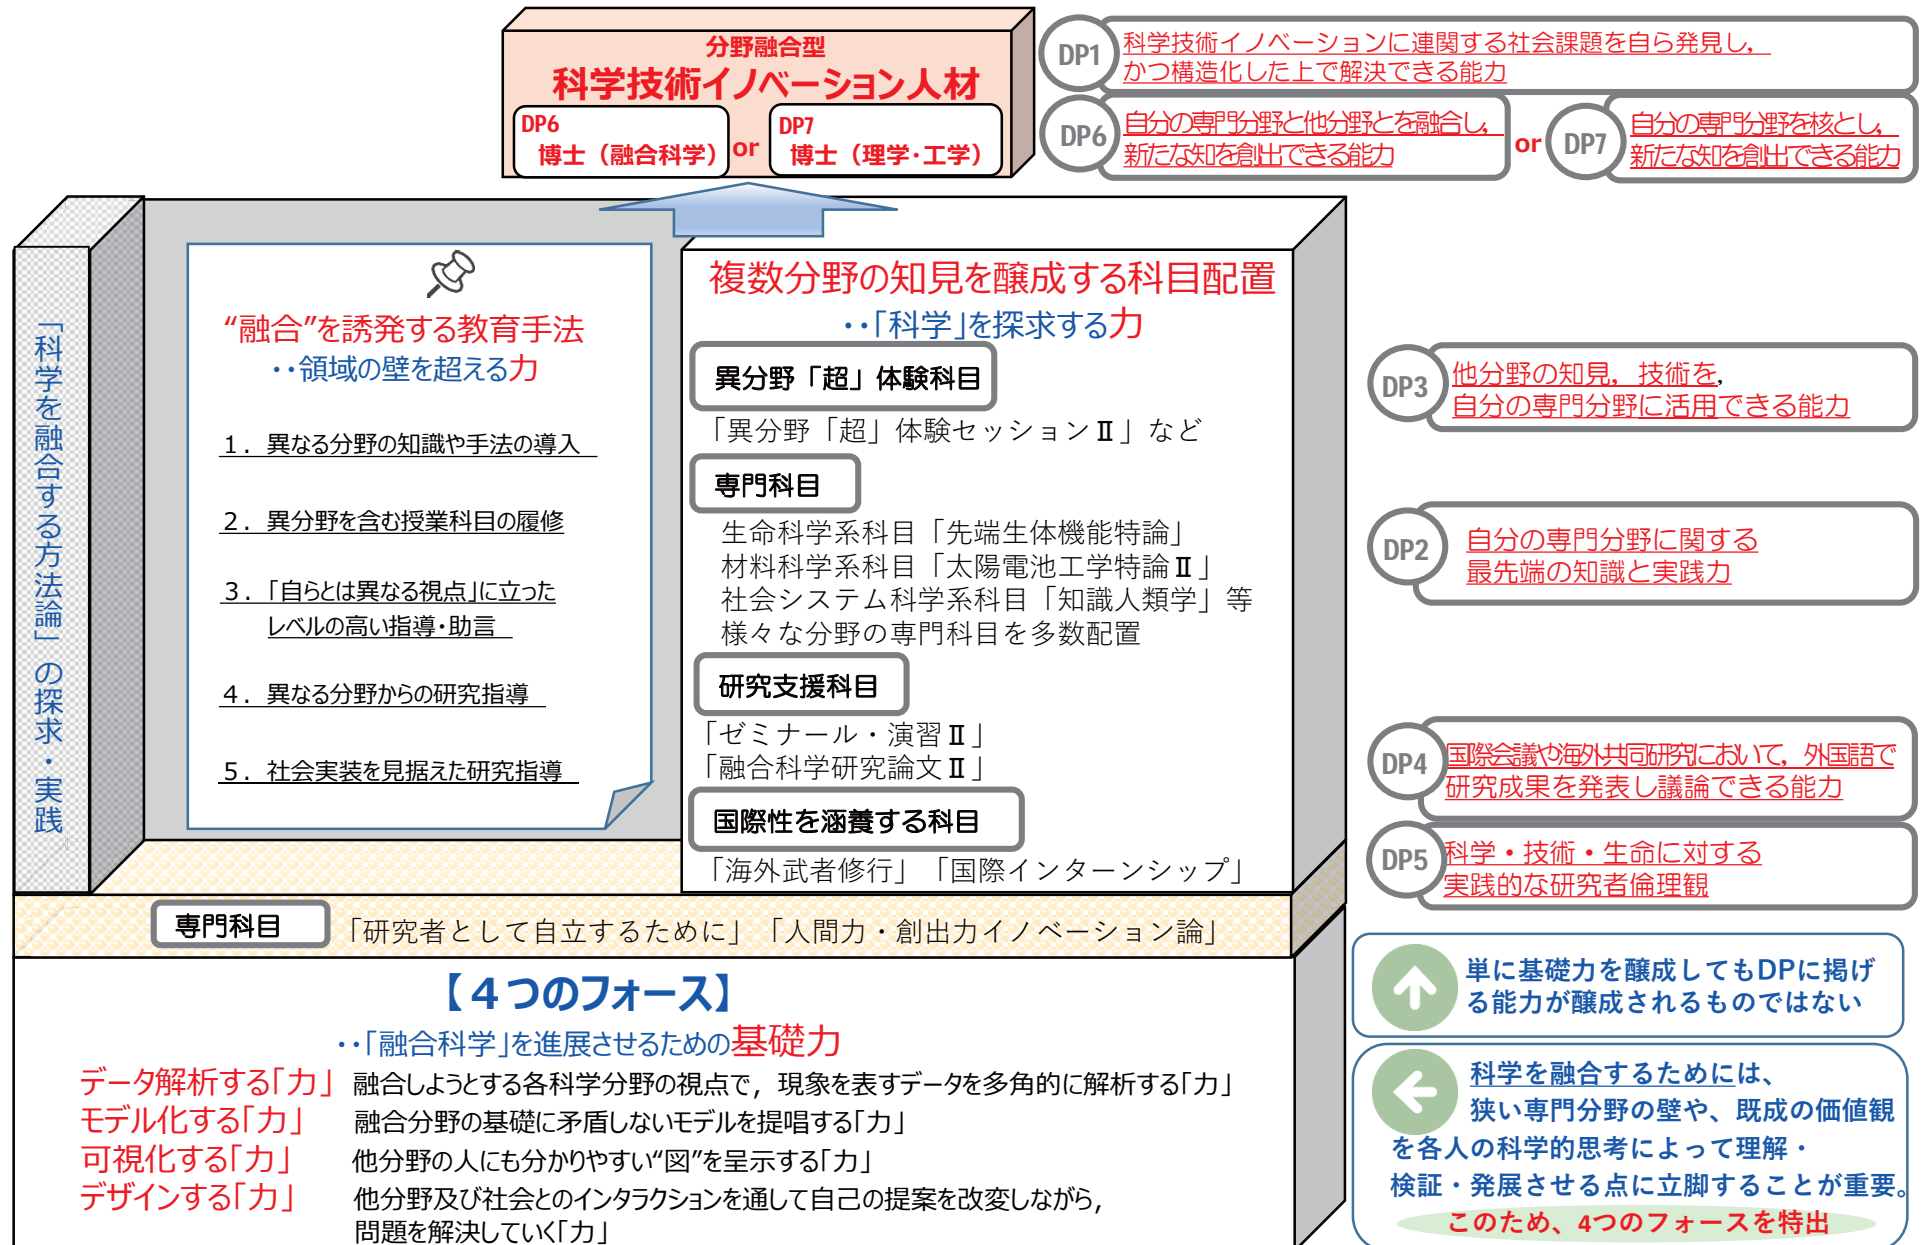 分野融合型
科学技術イノベーション人材
DP6
博士（融合科学）
or
DP7
博士（理学・工学）
DP1
科学技術イノベーションに連関する社会課題を自ら発見し，
かつ構造化した上で解決できる能力
DP6
自分の専門分野と他分野とを融合し，
新たな知を創出できる能力
or
DP7
自分の専門分野を核とし，
新たな知を創出できる能力
「科学を融合する方法論」の探求・実践
“融合”を誘発する教育手法
・・領域の壁を超える力
１．異なる分野の知識や手法の導入
２．異分野を含む授業科目の履修
３．「自らとは異なる視点」に立った
レベルの高い指導・助言
４．異なる分野からの研究指導
５．社会実装を見据えた研究指導
複数分野の知見を醸成する科目配置
・・「科学」を探求する力
異分野「超」体験科目
「異分野「超」体験セッションⅡ」など
専門科目
生命科学系科目「先端生体機能特論」
材料科学系科目「太陽電池工学特論Ⅱ」
社会システム科学系科目「知識人類学」等
様々な分野の専門科目を多数配置
研究支援科目
「ゼミナール・演習Ⅱ」
「融合科学研究論文Ⅱ」
国際性を涵養する科目
「海外武者修行」「国際インターンシップ」
DP3
他分野の知見，技術を，
自分の専門分野に活用できる能力
DP2
自分の専門分野に関する
最先端の知識と実践力
DP4
国際会議や海外共同研究において，外国語で
研究成果を発表し議論できる能力
DP5
科学・技術・生命に対する
実践的な研究者倫理観
専門科目
「研究者として自立するために」「人間力・創出力イノベーション論」
【４つのフォース】
・・「融合科学」を進展させるための基礎力
データ解析する「力」 融合しようとする各科学分野の視点で，現象を表すデータを多角的に解析する「力」
モデル化する「力」 融合分野の基礎に矛盾しないモデルを提唱する「力」
可視化する「力」 他分野の人にも分かりやすい“図”を呈示する「力」
デザインする「力」 他分野及び社会とのインタラクションを通して自己の提案を改変しながら，
問題を解決していく「力」
単に基礎力を醸成してもDPに掲げ
る能力が醸成されるものではない
科学を融合するためには、
狭い専門分野の壁や、既成の価値観
を各人の科学的思考によって理解・
検証・発展させる点に立脚することが重要。
このため、4つのフォースを特出